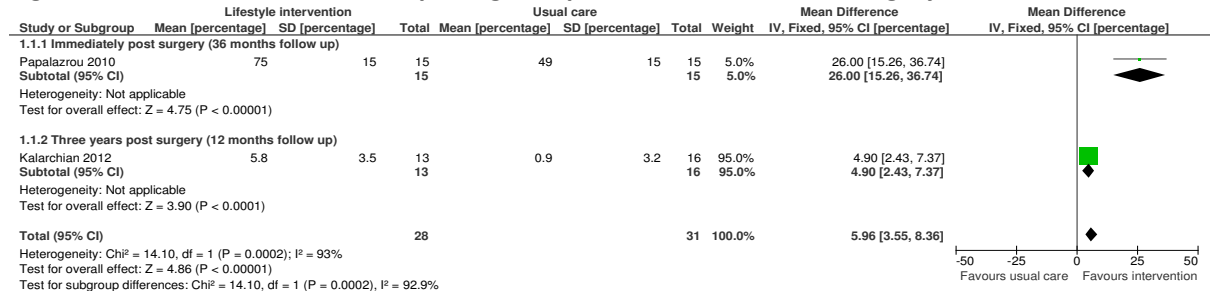 Lifestyle intervention Usual care Mean Difference Mean Difference
Study or Subgroup Mean [percentage] SD [percentage] Total Mean [percentage] SD [percentage] Total Weight IV, Fixed, 95% CI [percentage] IV, Fixed, 95% CI [percentage]
1.1.1 Immediately post surgery (36 months follow up)
Papalazrou 2010 75 15 15 49 15 15 5.0% 26.00 [15.26, 36.74]
Subtotal (95% CI) 15 15 5.0% 26.00 [15.26, 36.74]
Heterogeneity: Not applicable
Test for overall effect: Z = 4.75 (P < 0.00001)
1.1.2 Three years post surgery (12 months follow up)
Kalarchian 2012 5.8 3.5 13 0.9 3.2 16 95.0% 4.90 [2.43, 7.37]
Subtotal (95% CI) 13 16 95.0% 4.90 [2.43, 7.37]
Heterogeneity: Not applicable
Test for overall effect: Z = 3.90 (P < 0.0001)
Total (95% CI) 28 31 100.0% 5.96 [3.55, 8.36]
Heterogeneity: Chi² = 14.10, df = 1 (P = 0.0002); I² = 93%
Test for overall effect: Z = 4.86 (P < 0.00001)
Test for subgroup differences: Chi² = 14.10, df = 1 (P = 0.0002), I² = 92.9%
-50 -25 0 25 50
Favours usual care Favours intervention